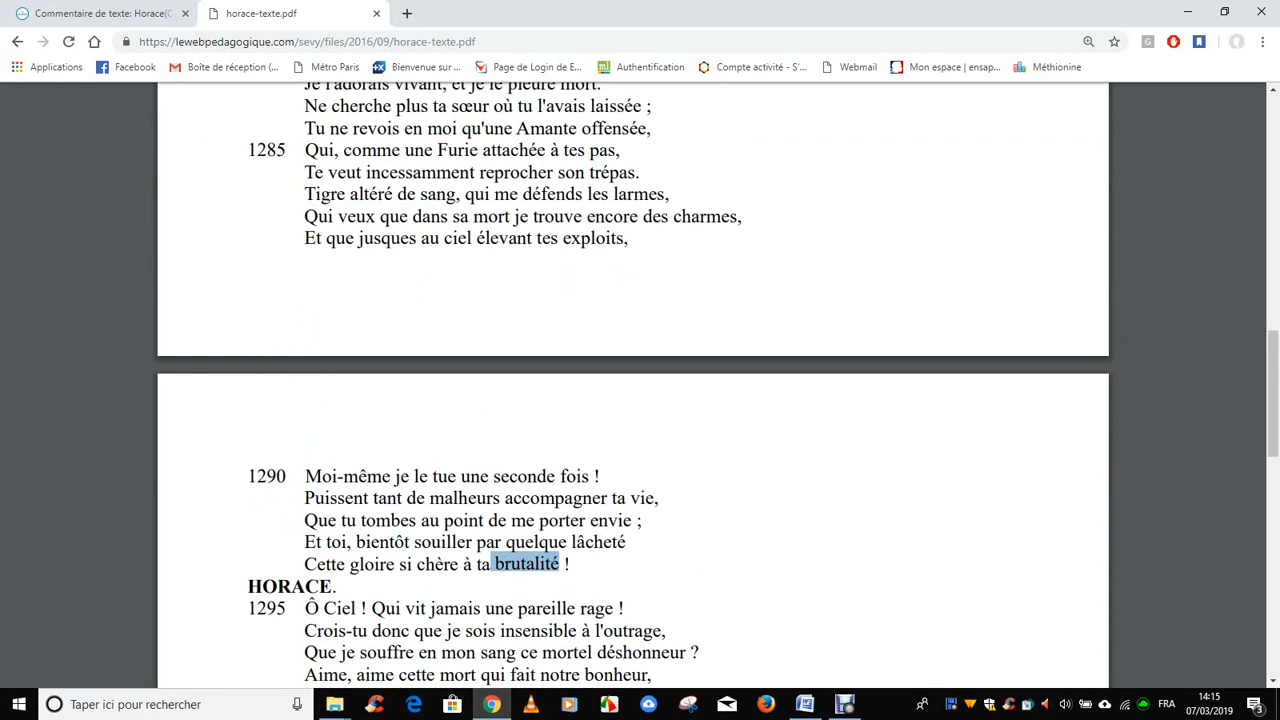 Commentaire de texte: Horace(C
horace-texte.pdf
https://lewebpedagogique.com/sevy/files/2016/09/horace-texte.pdf
Applications
Facebook
Boîte de réception (...
Métro Paris
Bienvenue sur ...
Page de Login de E...
Authentification
Compte activité - S'...
Webmail
Mon espace | ensap...
Méthionine
Je l'adorais vivant, et je le pleure mort.
Ne cherche plus ta sœur où tu l'avais laissée ;
Tu ne revois en moi qu'une Amante offensée,
1285 Qui, comme une Furie attachée à tes pas,
Te veut incessamment reprocher son trépas.
Tigre altéré de sang, qui me défends les larmes,
Qui veux que dans sa mort je trouve encore des charmes,
Et que jusques au ciel élevant tes exploits,
1290 Moi-même je le tue une seconde fois !
Puissent tant de malheurs accompagner ta vie,
Que tu tombes au point de me porter envie ;
Et toi, bientôt souiller par quelque lâcheté
Cette gloire si chère à ta brutalité !
HORACE.
1295 Ô Ciel ! Qui vit jamais une pareille rage !
Crois-tu donc que je sois insensible à l'outrage,
Que je souffre en mon sang ce mortel déshonneur ?
Aime, aime cette mort qui fait notre bonheur,
Taper ici pour rechercher
FRA
14:15
07/03/2019